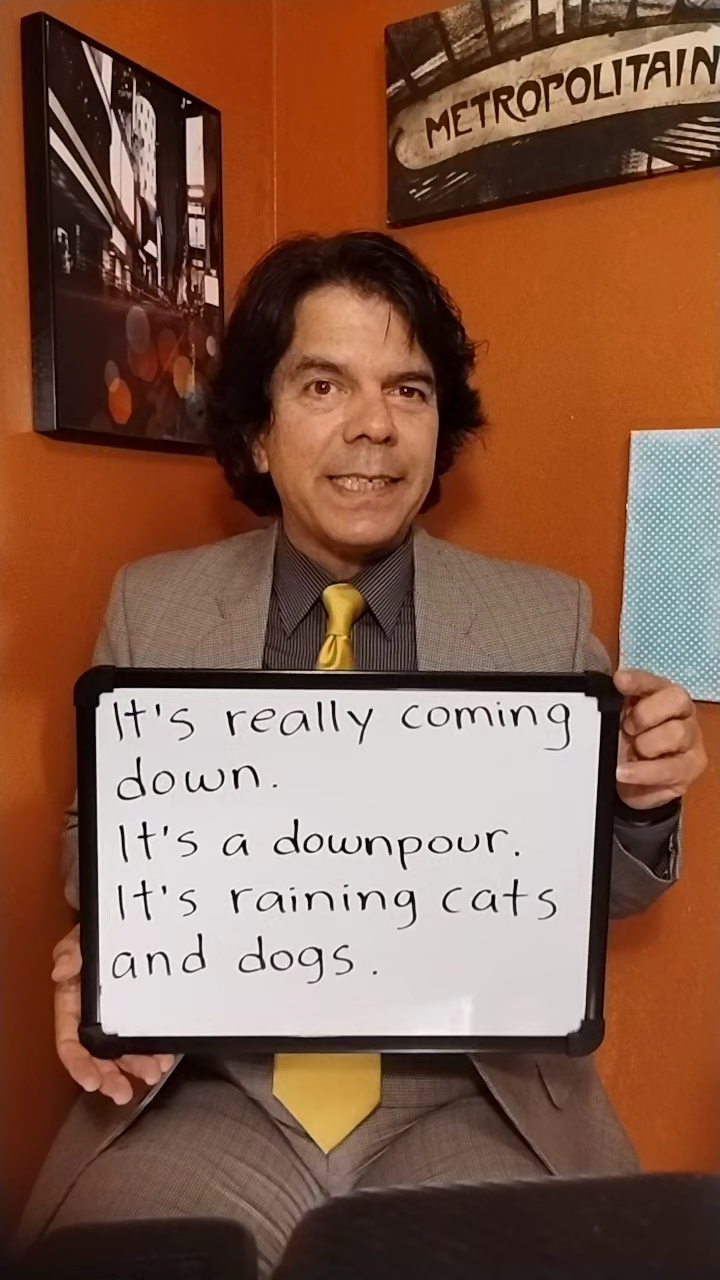 METROPOLITAIN
It's really coming
down.
It's a downpour.
It's raining cats
and dogs.